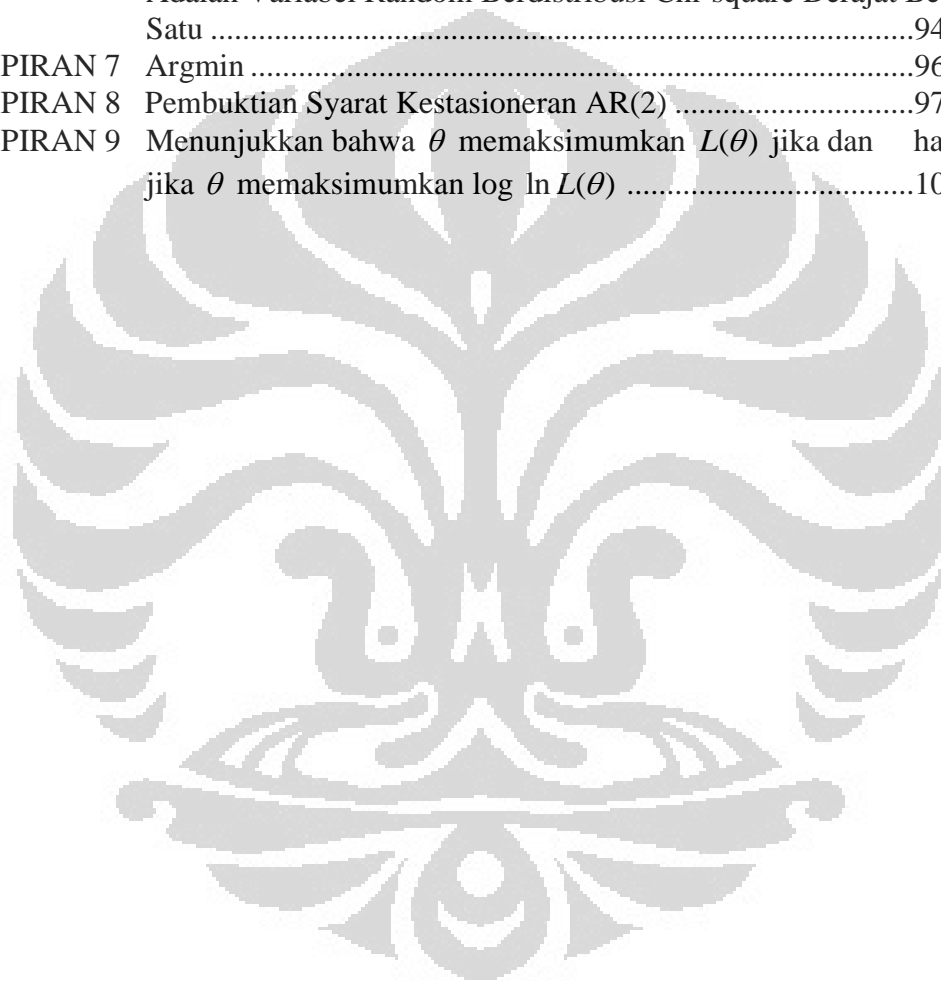 Adalah Variabel Random Berdistribusi Chi-square Derajat Be
Satu ....................................................................................94
PIRAN 7 Argmin ................................................................................96
PIRAN 8 Pembuktian Syarat Kestasioneran AR(2) ..........................97
PIRAN 9 Menunjukkan bahwa θ memaksimumkan L(θ) jika dan ha
jika θ memaksimumkan log ln L(θ) ...................................10